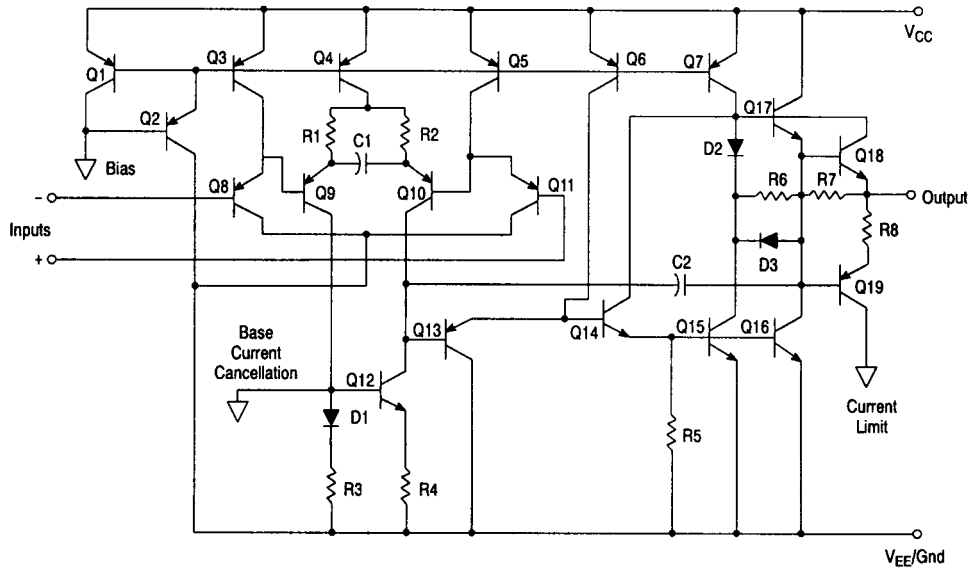 V_CC
Q1
Q3
Q4
Q5
Q6
Q7
Q2
Bias
R1
C1
R2
Q17
D2
Q18
Q8
Q9
Q10
Q11
R6
R7
Output
−
Inputs
+
R8
D3
C2
Q19
Q13
Q14
Q15
Q16
Base
Current
Cancellation
Q12
D1
Current
Limit
R3
R4
R5
V_EE/Gnd